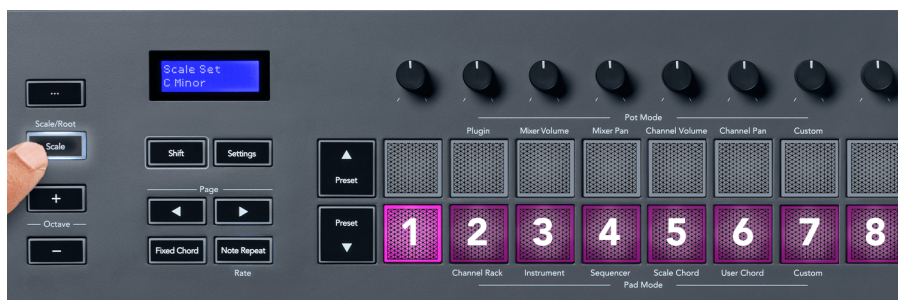 Scale Set
C Minor
...
Scale/Root
Scale
+
Octave
−
Shift
Settings
Page
Fixed Chord
Note Repeat
Rate
Preset
Preset
Pot Mode
Plugin
Mixer Volume
Mixer Pan
Channel Volume
Channel Pan
Custom
1
2
3
4
5
6
7
8
Channel Rack
Instrument
Sequencer
Scale Chord
User Chord
Custom
Pad Mode